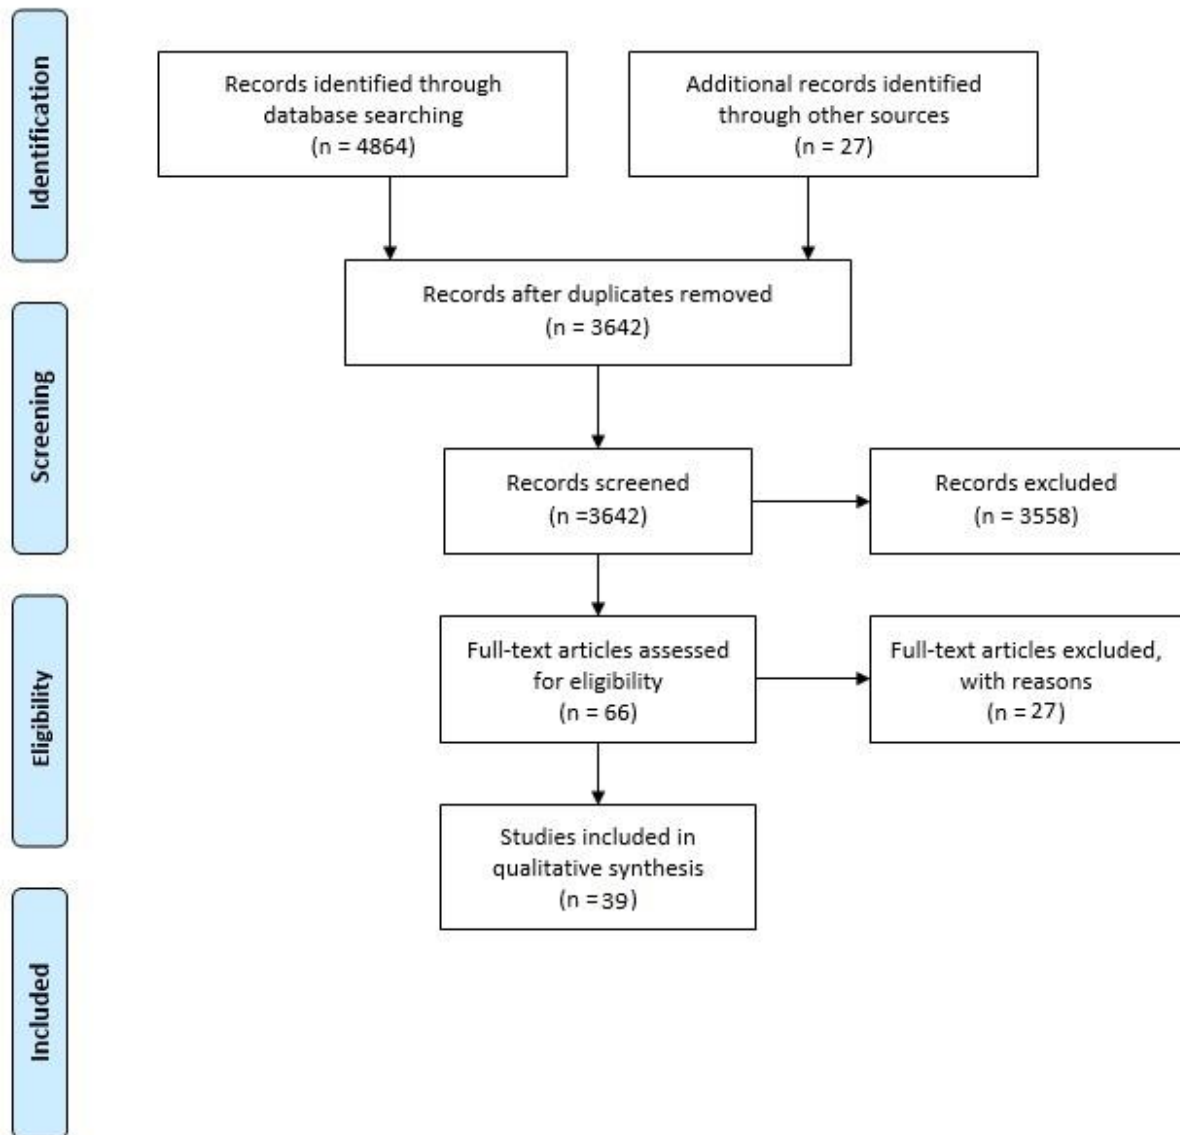 Identification
Records identified through
database searching
(n = 4864)
Additional records identified
through other sources
(n = 27)
Records after duplicates removed
(n = 3642)
Screening
Records screened
(n =3642)
Records excluded
(n = 3558)
Eligibility
Full-text articles assessed
for eligibility
(n = 66)
Full-text articles excluded,
with reasons
(n = 27)
Studies included in
qualitative synthesis
(n = 39)
Included